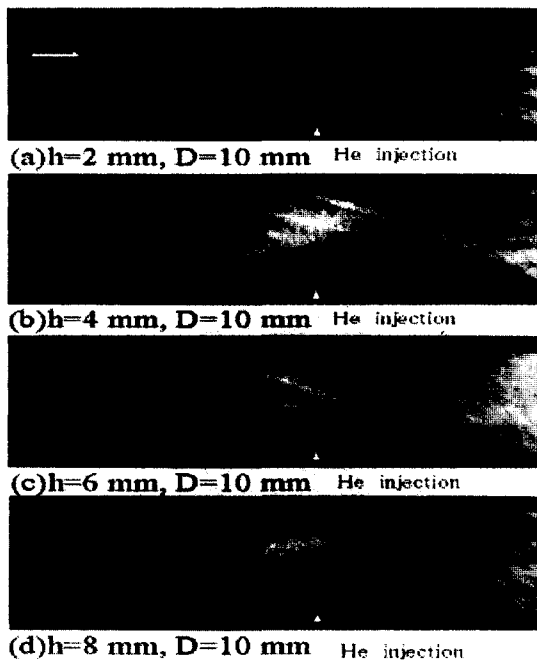 (a)h=2 mm, D=10 mm He injection
(b)h=4 mm, D=10 mm He injection
(c)h=6 mm, D=10 mm He injection
(d)h=8 mm, D=10 mm He injection